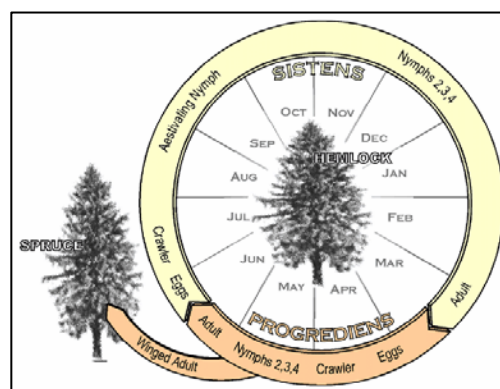 SISTENS
Nymphs 2,3,4
Adult
Aestivating Nymph
Crawler
Eggs
OCT
NOV
DEC
JAN
FEB
MAR
APR
MAY
JUN
JUL
AUG
SEP
HEMLOCK
SPRUCE
PROGREDIENS
Adult
Nymphs 2,3,4
Crawler
Eggs
Winged Adult